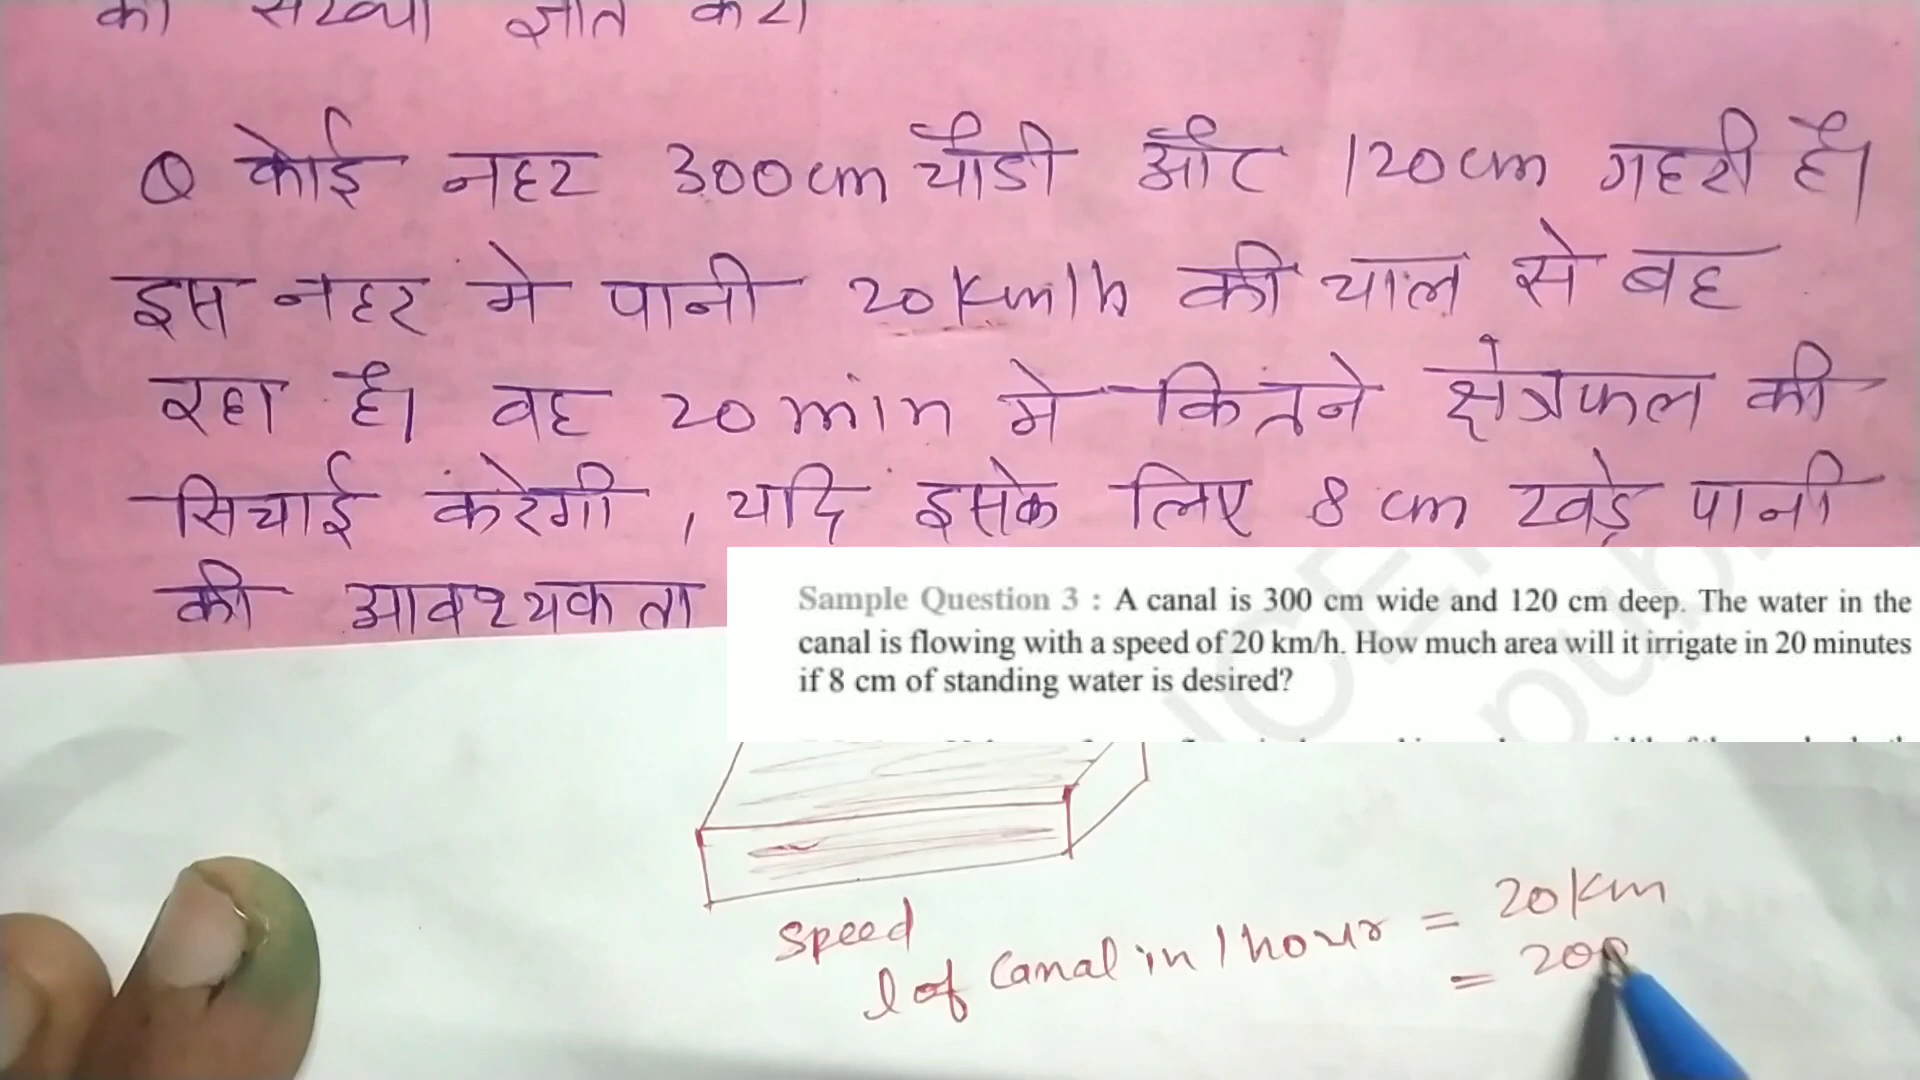 की संख्या ज्ञात करो
Q कोई नहर 300cm चौडी और 120cm गहरी है।
इस नहर मे पानी 20km/h की चाल से बह
रहा है। वह 20min मे कितने क्षेत्रफल की
सिचाई करेगी, यदि इसके लिए 8 cm खड़े पानी
की आवश्यकता
Sample Question 3 : A canal is 300 cm wide and 120 cm deep. The water in the
canal is flowing with a speed of 20 km/h. How much area will it irrigate in 20 minutes
if 8 cm of standing water is desired?
Speed
l of Canal in 1 hour = 20km
= 200